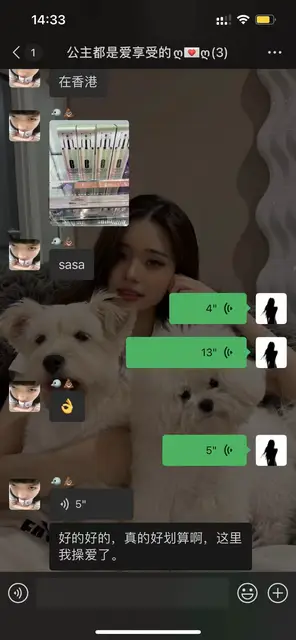 14:33
1
公主都是爱享受的ღ💌ღ(3)
在香港
sasa
4"
13"
👌
5"
5"
好的好的，真的好划算啊，这里
我操爱了。